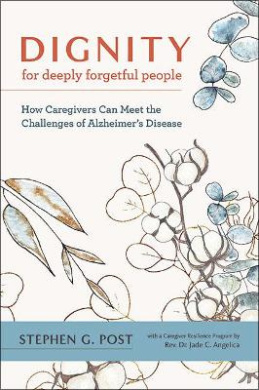 DIGNITY
for deeply forgetful people
How Caregivers Can Meet the
Challenges of Alzheimer's Disease
STEPHEN G. POST
with a Caregiver Resilience Program by
Rev. Dr. Jade C. Angelica